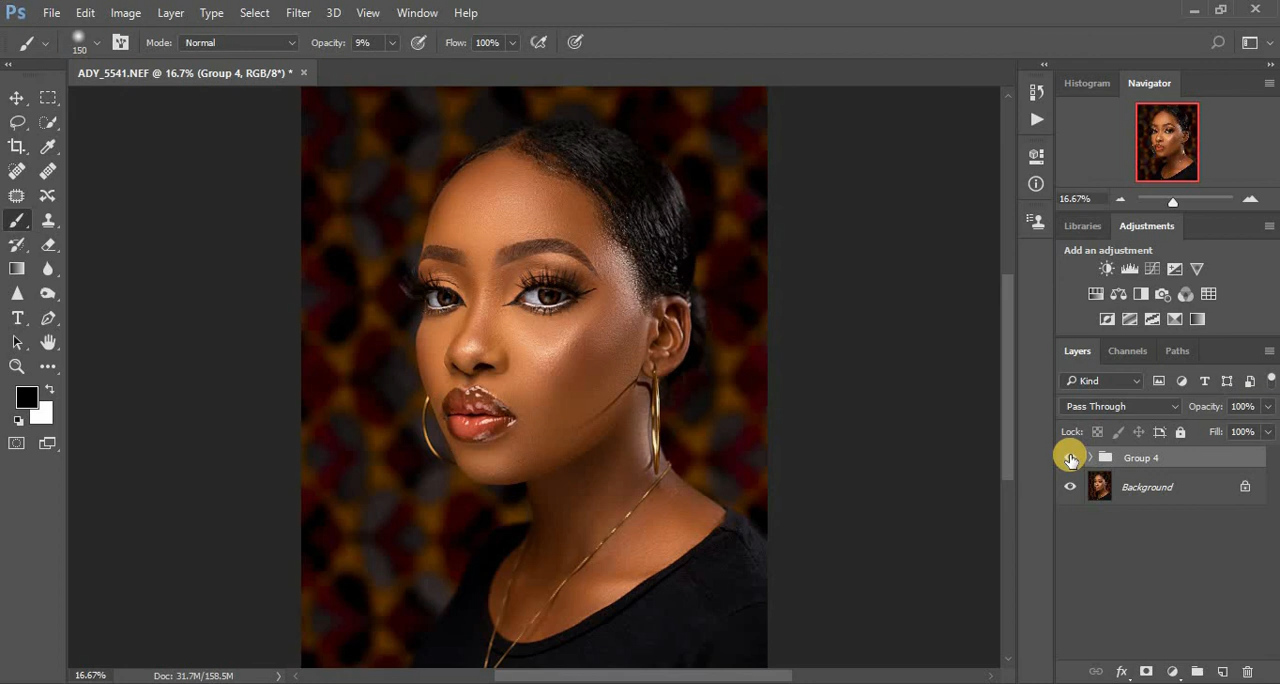 Ps File Edit Image Layer Type Select Filter 3D View Window Help
150 Mode: Normal Opacity: 9% Flow: 100%
ADY_5541.NEF @ 16.7% (Group 4, RGB/8*) * ×
Histogram Navigator
16.67%
Libraries Adjustments
Add an adjustment
Layers Channels Paths
Kind
Pass Through Opacity: 100%
Lock: Fill: 100%
Group 4
Background
16.67% Doc: 31.7M/158.5M